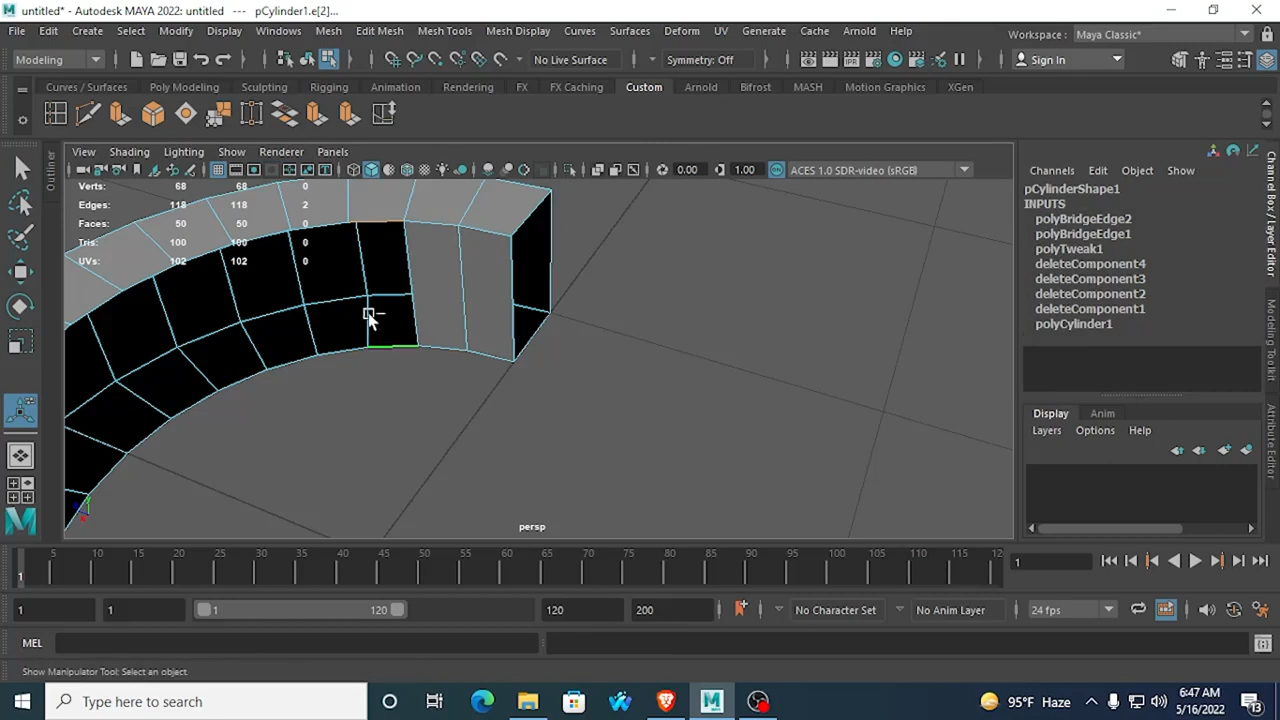 untitled* - Autodesk MAYA 2022: untitled --- pCylinder1.e[2]...
File Edit Create Select Modify Display Windows Mesh Edit Mesh Mesh Tools Mesh Display Curves Surfaces Deform UV Generate Cache Arnold Help
Workspace : Maya Classic*
Modeling
No Live Surface
Symmetry: Off
Sign In
Curves / Surfaces Poly Modeling Sculpting Rigging Animation Rendering FX FX Caching Custom Arnold Bifrost MASH Motion Graphics XGen
Outliner
View Shading Lighting Show Renderer Panels
0.00
1.00
ACES 1.0 SDR-video (sRGB)
Verts: 68 68 0
Edges: 118 118 2
Faces: 50 50 0
Tris: 100 100 0
UVs: 102 102 0
persp
Channels Edit Object Show
pCylinderShape1
INPUTS
polyBridgeEdge2
polyBridgeEdge1
polyTweak1
deleteComponent4
deleteComponent3
deleteComponent2
deleteComponent1
polyCylinder1
Display Anim
Layers Options Help
Channel Box / Layer Editor
Modeling Toolkit
Attribute Editor
5 10 15 20 25 30 35 40 45 50 55 60 65 70 75 80 85 90 95 100 105 110 115 12
1
1
1 1 1 120 120 200
No Character Set
No Anim Layer
24 fps
MEL
Show Manipulator Tool: Select an object.
Type here to search
95°F Haze
6:47 AM
5/16/2022
13